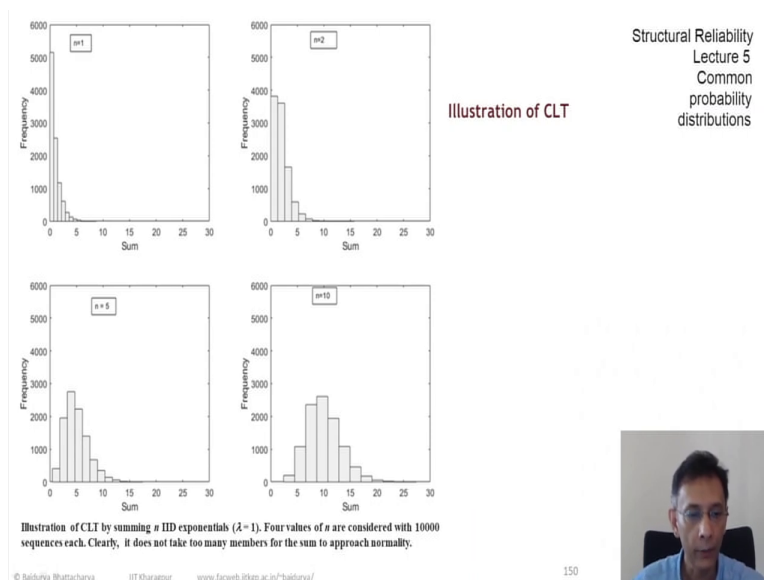 6000
5000
4000
3000
2000
1000
0
Frequency
n=1
0 5 10 15 20 25 30
Sum
6000
5000
4000
3000
2000
1000
0
Frequency
n=2
0 5 10 15 20 25 30
Sum
Illustration of CLT
Structural Reliability
Lecture 5
Common
probability
distributions
6000
5000
4000
3000
2000
1000
0
Frequency
n = 5
0 5 10 15 20 25 30
Sum
6000
5000
4000
3000
2000
1000
0
Frequency
n=10
0 5 10 15 20 25 30
Sum
Illustration of CLT by summing n IID exponentials (λ = 1). Four values of n are considered with 10000
sequences each. Clearly, it does not take too many members for the sum to approach normality.
© Baidurya Bhattacharya IIT Kharagpur www.facweb.iitkgp.ac.in/~baidurya/
150